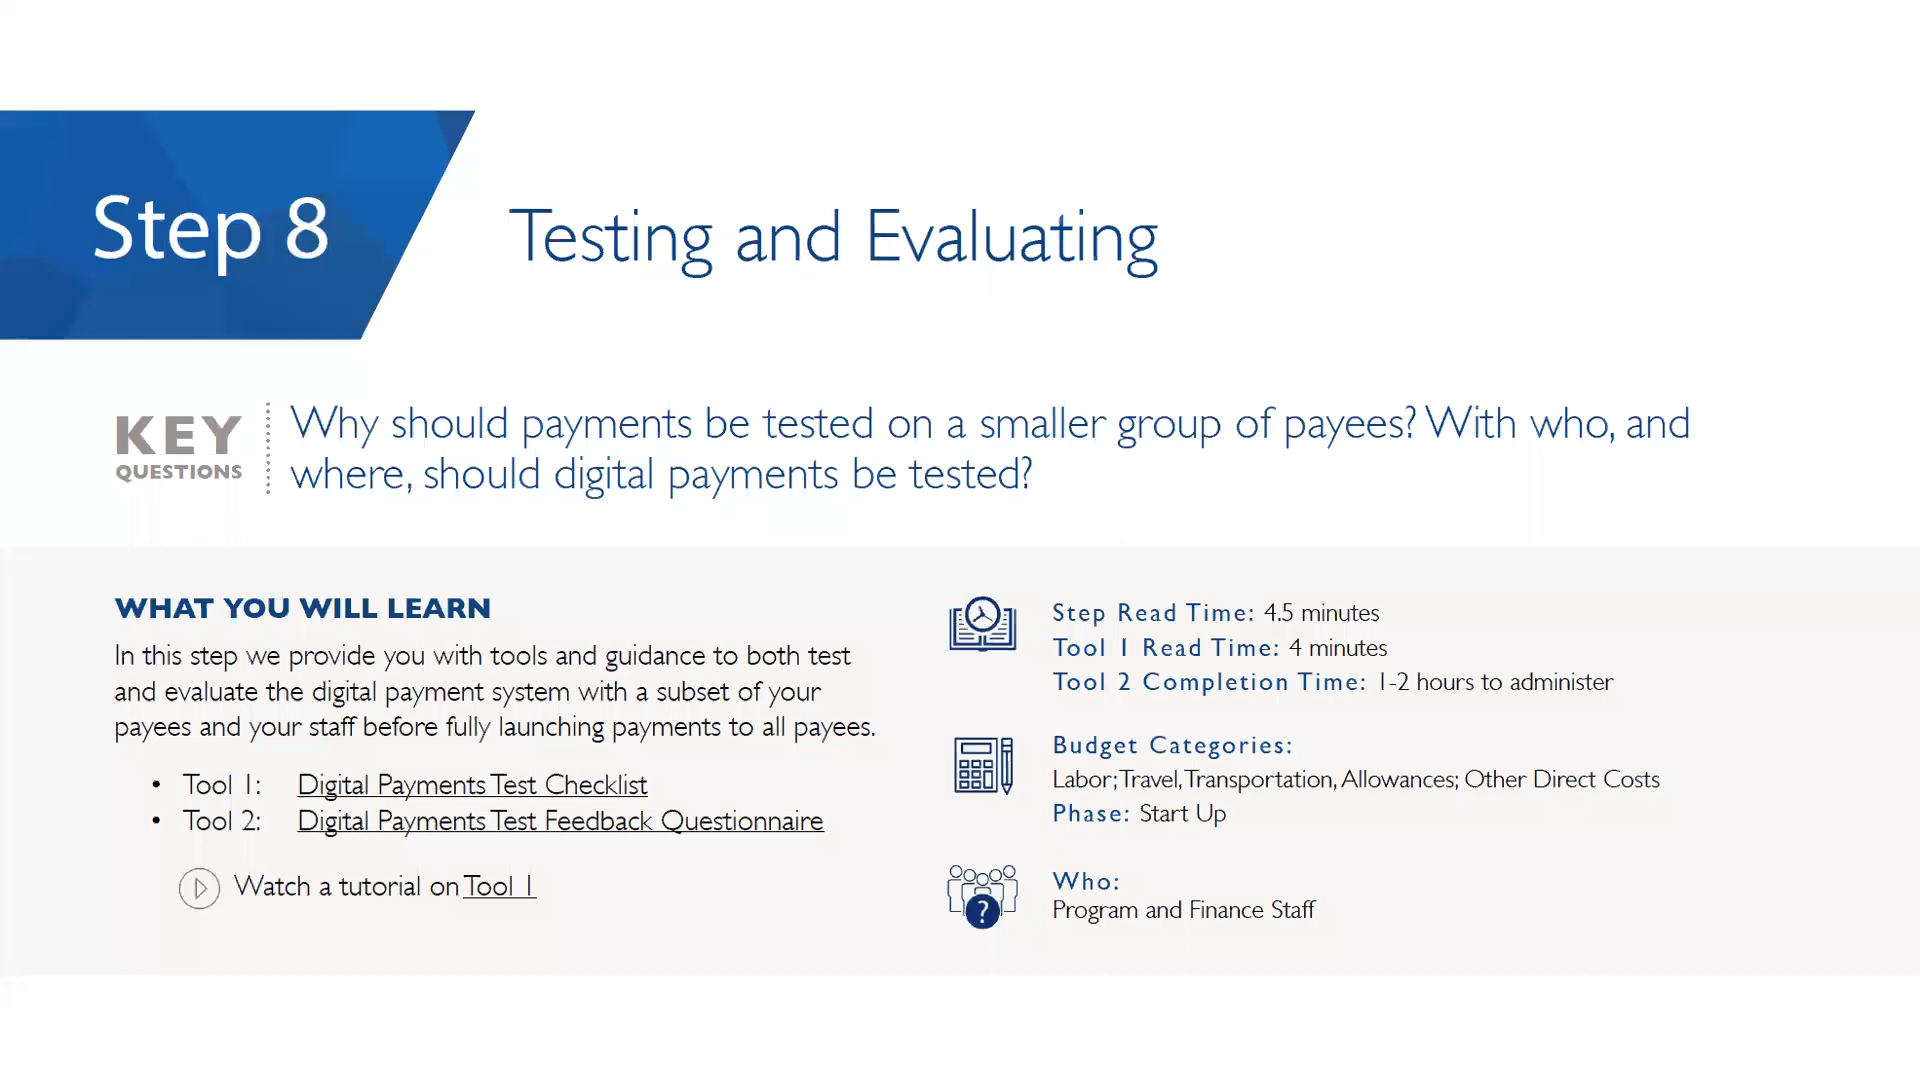 Step 8
Testing and Evaluating
KEY
QUESTIONS
Why should payments be tested on a smaller group of payees? With who, and
where, should digital payments be tested?
WHAT YOU WILL LEARN
In this step we provide you with tools and guidance to both test
and evaluate the digital payment system with a subset of your
payees and your staff before fully launching payments to all payees.
• Tool 1: Digital Payments Test Checklist
• Tool 2: Digital Payments Test Feedback Questionnaire
Watch a tutorial on Tool 1
Step Read Time: 4.5 minutes
Tool 1 Read Time: 4 minutes
Tool 2 Completion Time: 1-2 hours to administer
Budget Categories:
Labor; Travel, Transportation, Allowances; Other Direct Costs
Phase: Start Up
?
Who:
Program and Finance Staff